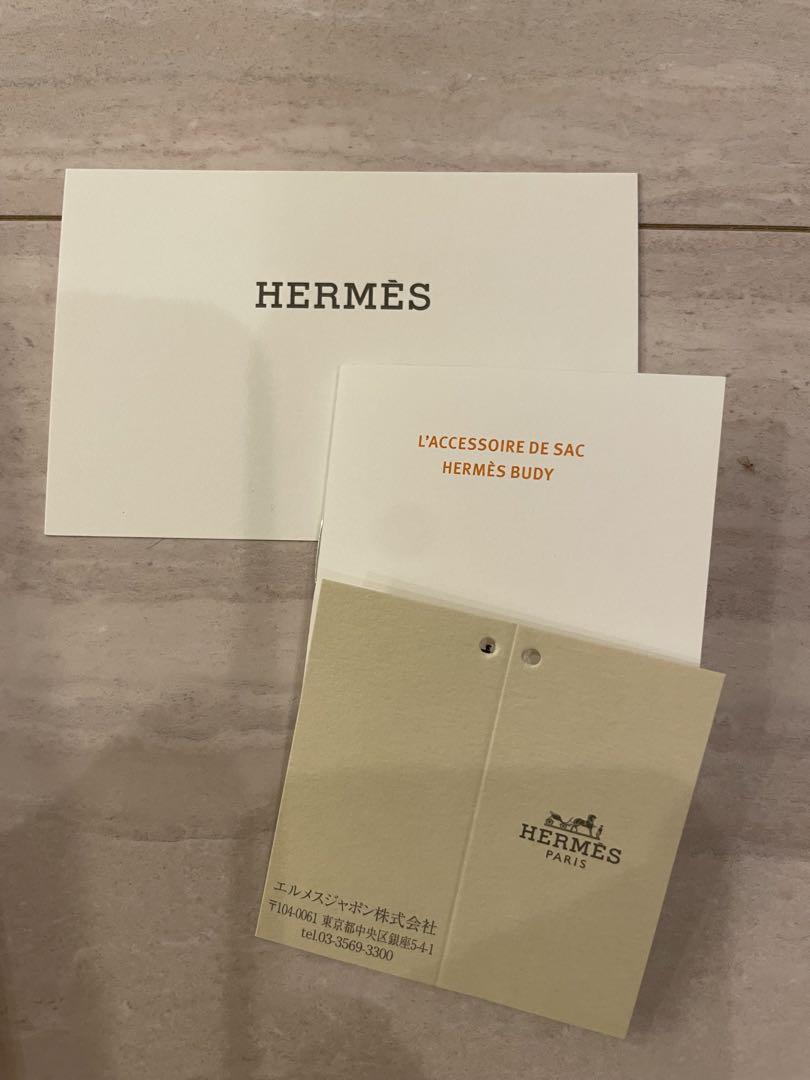 HERMÈS
L'ACCESSOIRE DE SAC
HERMÈS BUDY
HERMÈS
PARIS
エルメスジャポン株式会社
〒104-0061 東京都中央区銀座5-4-1
tel.03-3569-3300